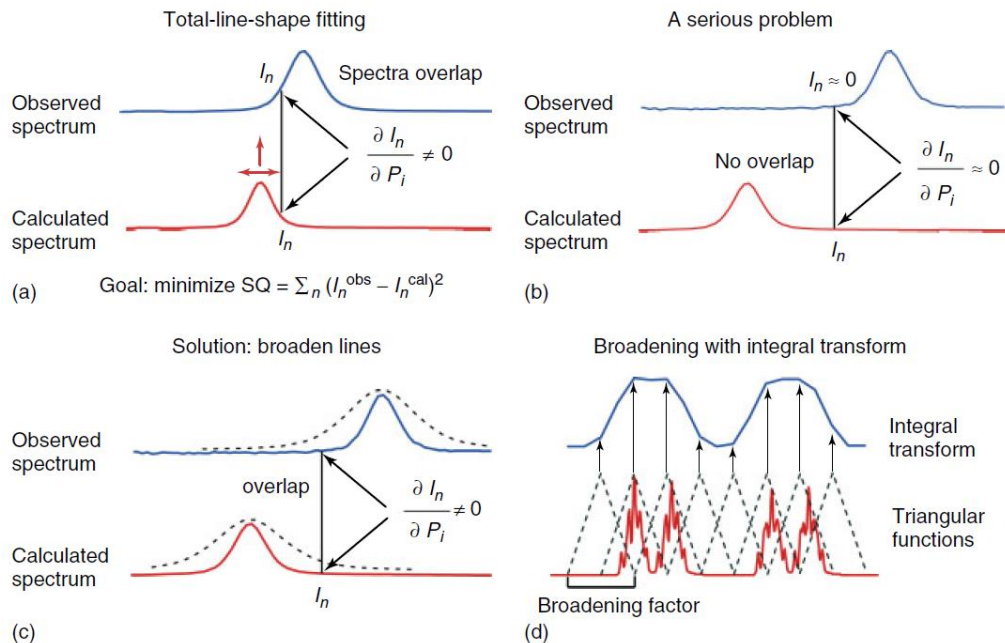 Total-line-shape fitting
I_n
Spectra overlap
Observed
spectrum
∂ I_n
∂ P_i
≠ 0
Calculated
spectrum
I_n
(a)
Goal: minimize SQ = Σ_n (I_n^obs – I_n^cal)^2
A serious problem
I_n ≈ 0
Observed
spectrum
No overlap
∂ I_n
∂ P_i
≈ 0
Calculated
spectrum
I_n
(b)
Solution: broaden lines
Observed
spectrum
overlap
∂ I_n
∂ P_i
≠ 0
Calculated
spectrum
I_n
(c)
Broadening with integral transform
Integral
transform
Triangular
functions
Broadening factor
(d)